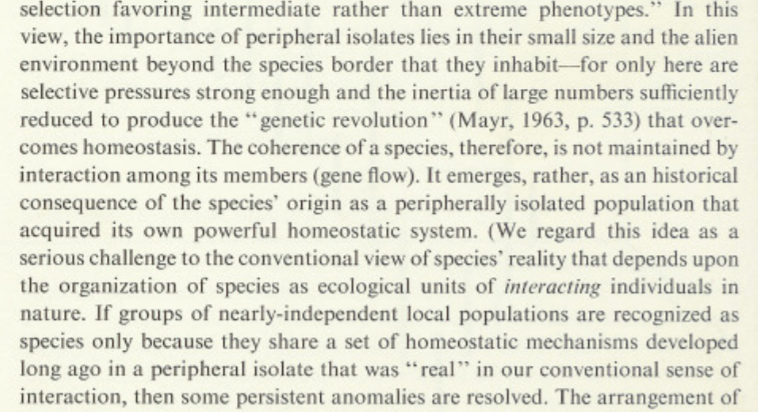 selection favoring intermediate rather than extreme phenotypes.” In this
view, the importance of peripheral isolates lies in their small size and the alien
environment beyond the species border that they inhabit—for only here are
selective pressures strong enough and the inertia of large numbers sufficiently
reduced to produce the “genetic revolution” (Mayr, 1963, p. 533) that over-
comes homeostasis. The coherence of a species, therefore, is not maintained by
interaction among its members (gene flow). It emerges, rather, as an historical
consequence of the species’ origin as a peripherally isolated population that
acquired its own powerful homeostatic system. (We regard this idea as a
serious challenge to the conventional view of species’ reality that depends upon
the organization of species as ecological units of interacting individuals in
nature. If groups of nearly-independent local populations are recognized as
species only because they share a set of homeostatic mechanisms developed
long ago in a peripheral isolate that was “real” in our conventional sense of
interaction, then some persistent anomalies are resolved. The arrangement of